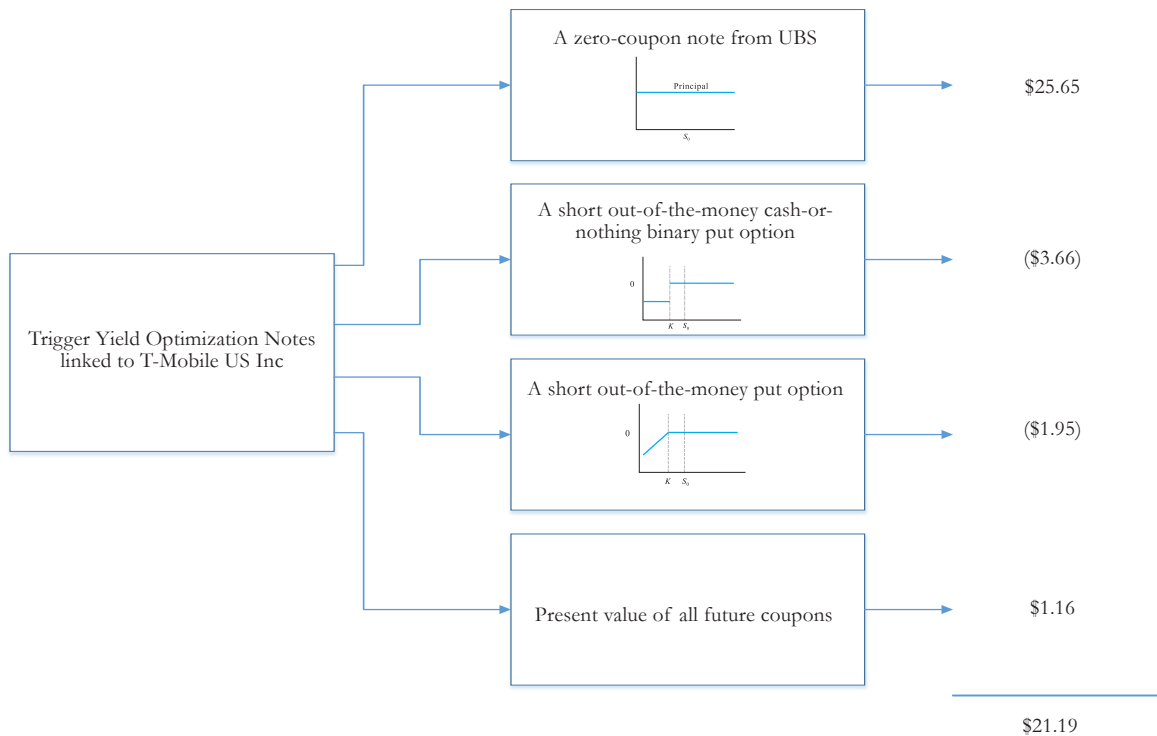 A zero-coupon note from UBS
Principal
S0
$25.65
A short out-of-the-money cash-or-
nothing binary put option
0
K S0
($3.66)
Trigger Yield Optimization Notes
linked to T-Mobile US Inc
A short out-of-the-money put option
0
K S0
($1.95)
Present value of all future coupons
$1.16
$21.19